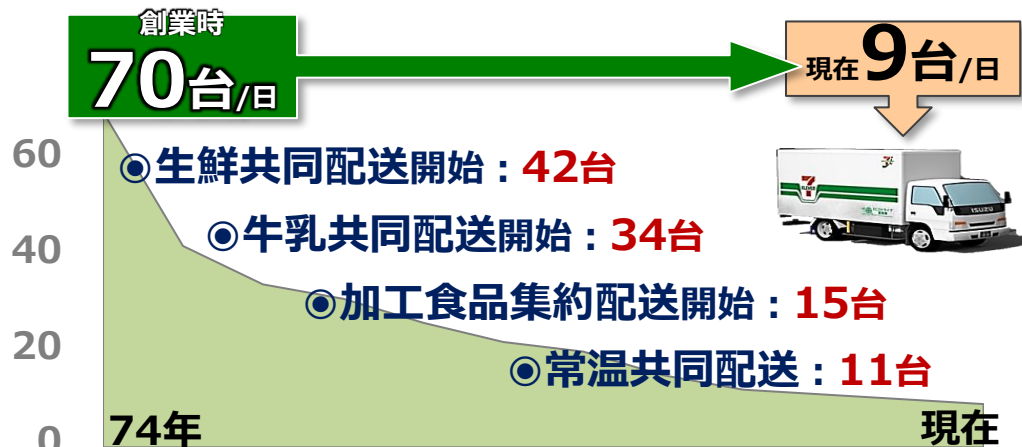 創業時
70台/日
現在9台/日
60
◉生鮮共同配送開始：42台
◉牛乳共同配送開始：34台
40
◉加工食品集約配送開始：15台
20
◉常温共同配送：11台
0
74年
現在
ISUZU
ELEVEN